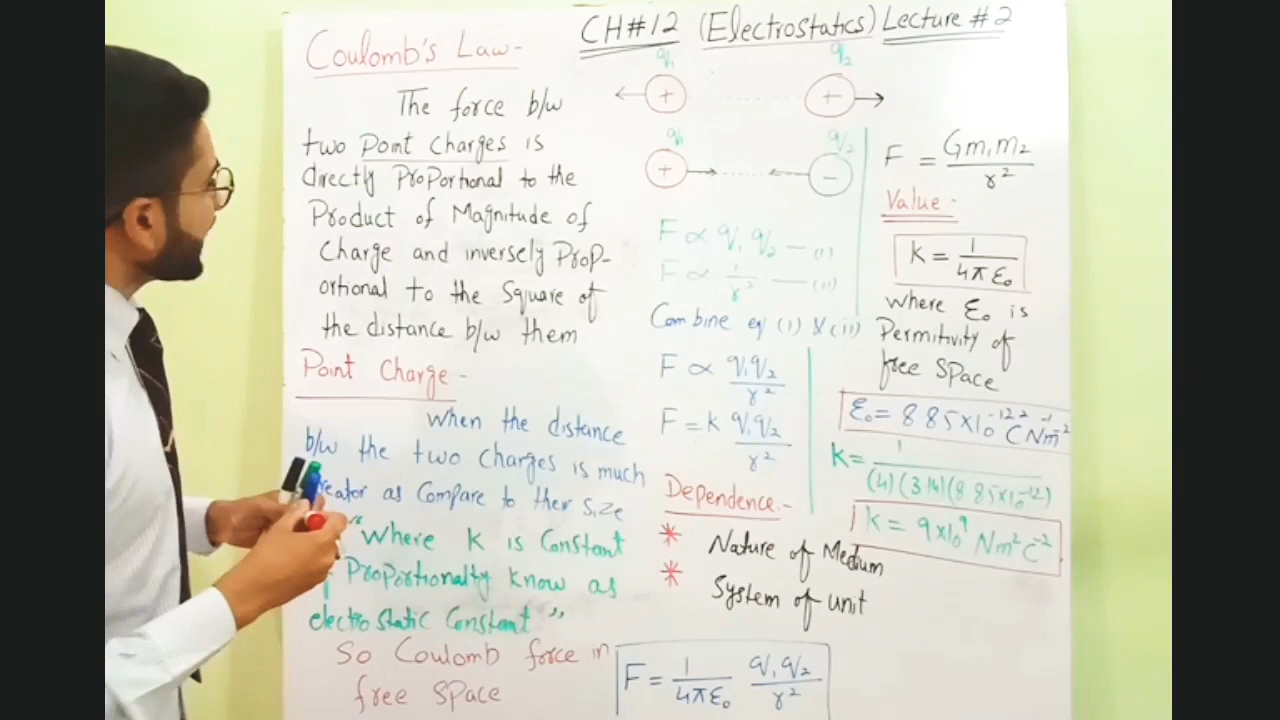 CH#12 (Electrostatics) Lecture #2
Coulomb's Law-
The force b/w
two Point Charges is
directly Proportional to the
Product of Magnitude of
Charge and inversely Prop-
ortional to the Square of
the distance b/w them
Point Charge-
When the distance
b/w the two Charges is much
reator as Compare to their Size
"Where K is Constant
Proportionalty Know as
electrostatic Constant"
So Coulomb force in
free Space
q₁ q₂
+ +
q₁ q₂
+ −
F ∝ q₁ q₂ — (i)
F ∝ 1/r² — (ii)
Combine eq (i) & (ii)
F ∝ q₁q₂/r²
F = K q₁q₂/r²
Dependence-
* Nature of Medium
* System of unit
F = 1/4πε₀ q₁q₂/r²
F = Gm₁m₂/r²
Value-
K = 1/4πε₀
Where ε₀ is
Permitivity of
free Space
ε₀ = 8.85×10⁻¹² C² N⁻¹m⁻²
K = 1/(4)(3.14)(8.85×10⁻¹²)
K = 9×10⁹ Nm² C⁻²